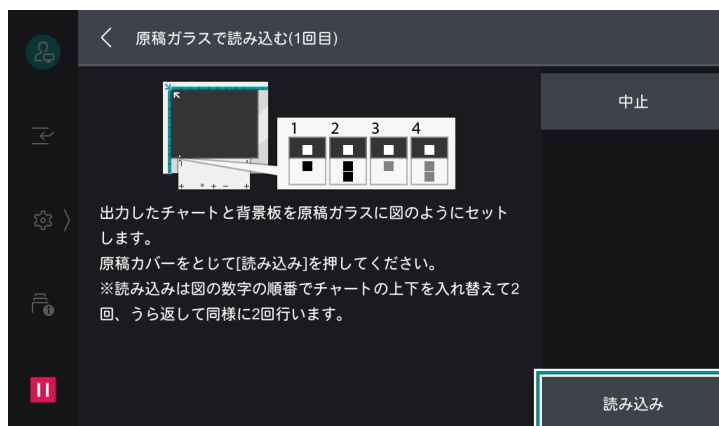 原稿ガラスで読み込む(1回目)
中止
1 2 3 4
出力したチャートと背景板を原稿ガラスに図のようにセット
します。
原稿カバーをとじて[読み込み]を押してください。
※読み込みは図の数字の順番でチャートの上下を入れ替えて2
回、うら返して同様に2回行います。
読み込み